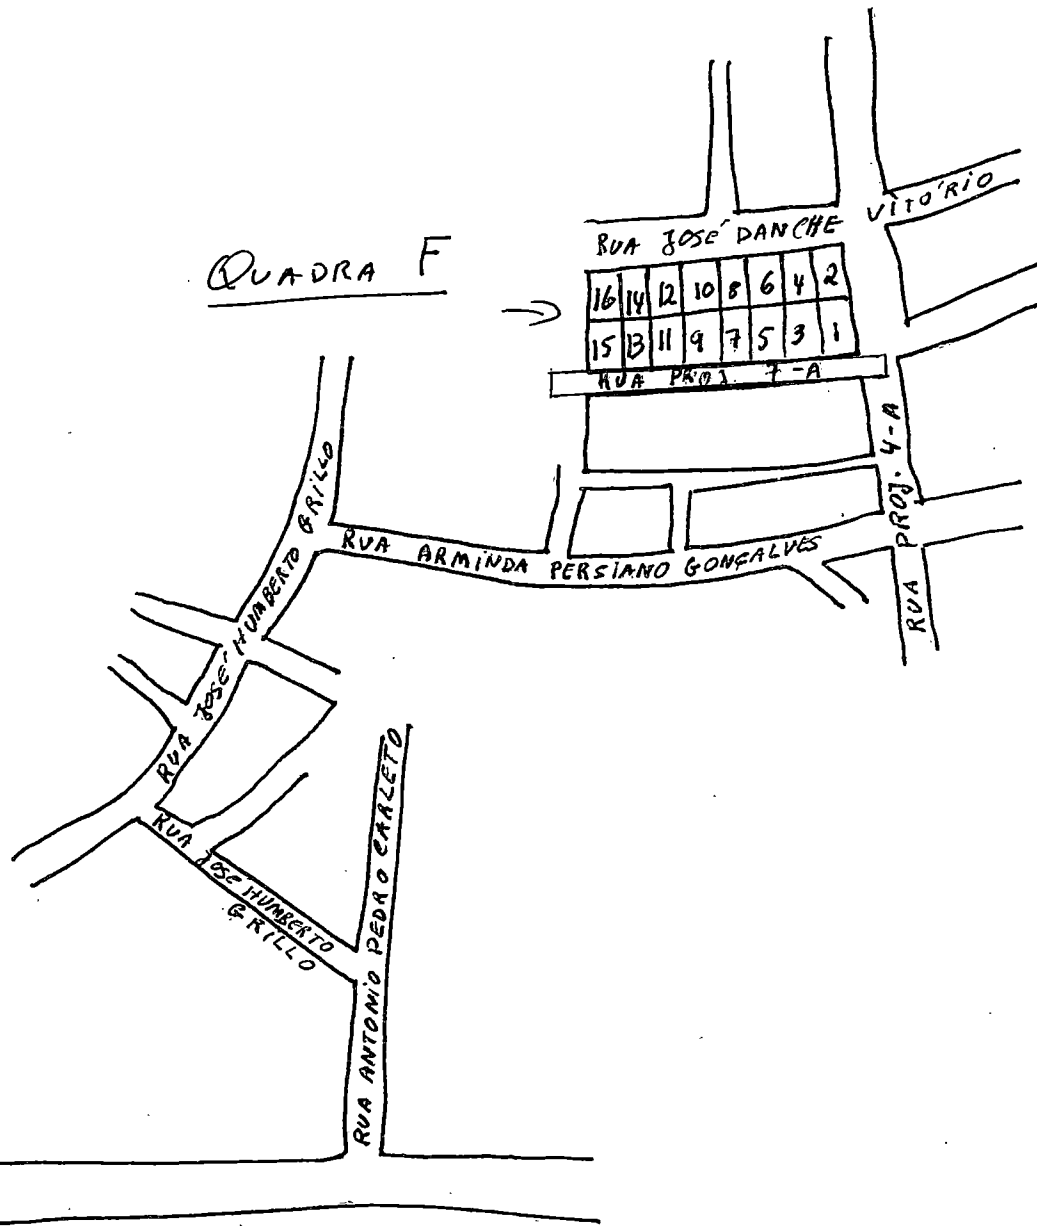 RUA JOSÉ DANCHE VITÓRIO
QUADRA F
16 14 12 10 8 6 4 2
15 13 11 9 7 5 3 1
RUA PROJ. 7-A
RUA PROJ. 4-A
RUA ARMINDA PERSIANO GONÇALVES
RUA JOSÉ HUMBERTO GRILLO
RUA JOSÉ HUMBERTO
GRILLO
RUA ANTONIO PEDRO CARLETO